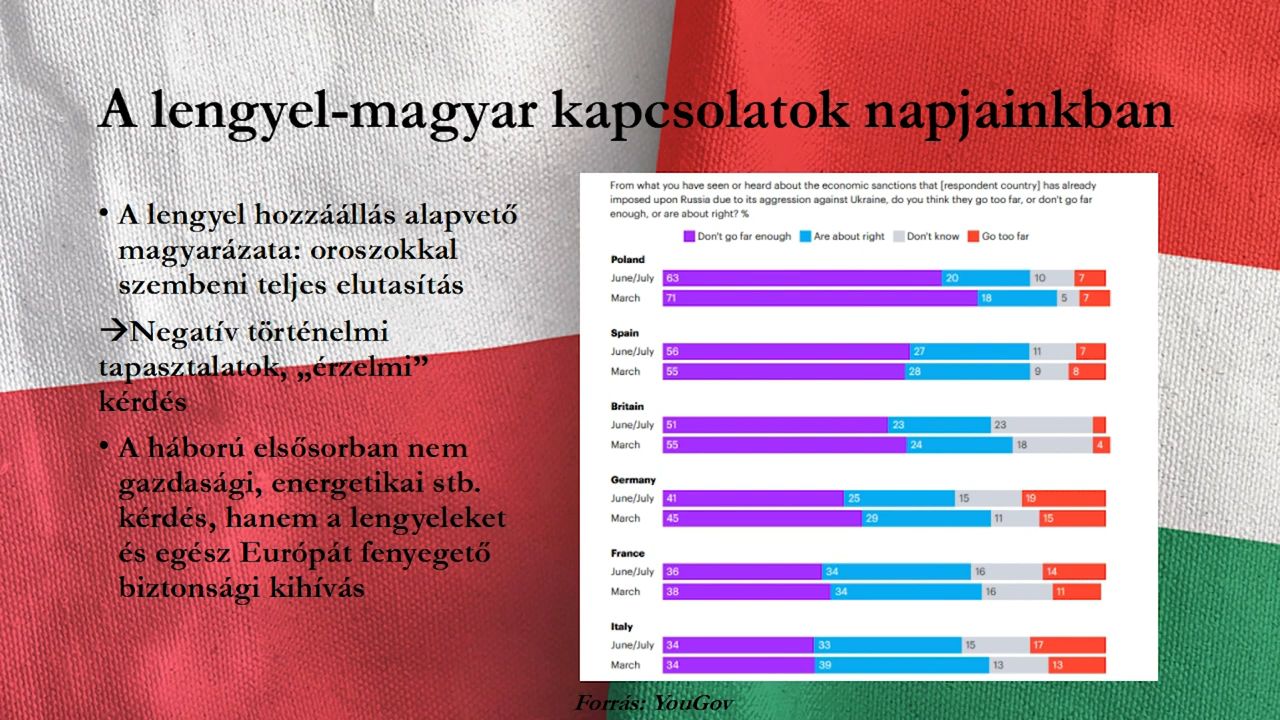 A lengyel-magyar kapcsolatok napjainkban
• A lengyel hozzáállás alapvető
magyarázata: oroszokkal
szembeni teljes elutasítás
→Negatív történelmi
tapasztalatok, „érzelmi”
kérdés
• A háború elsősorban nem
gazdasági, energetikai stb.
kérdés, hanem a lengyeleket
és egész Európát fenyegető
biztonsági kihívás
From what you have seen or heard about the economic sanctions that [respondent country] has already
imposed upon Russia due to its aggression against Ukraine, do you think they go too far, or don't go far
enough, or are about right? %
Don't go far enough Are about right Don't know Go too far
Poland
June/July 63 20 10 7
March 71 18 5 7
Spain
June/July 56 27 11 7
March 55 28 9 8
Britain
June/July 51 23 23
March 55 24 18 4
Germany
June/July 41 25 15 19
March 45 29 11 15
France
June/July 36 34 16 14
March 38 34 16 11
Italy
June/July 34 33 15 17
March 34 39 13 13
Forrás: YouGov